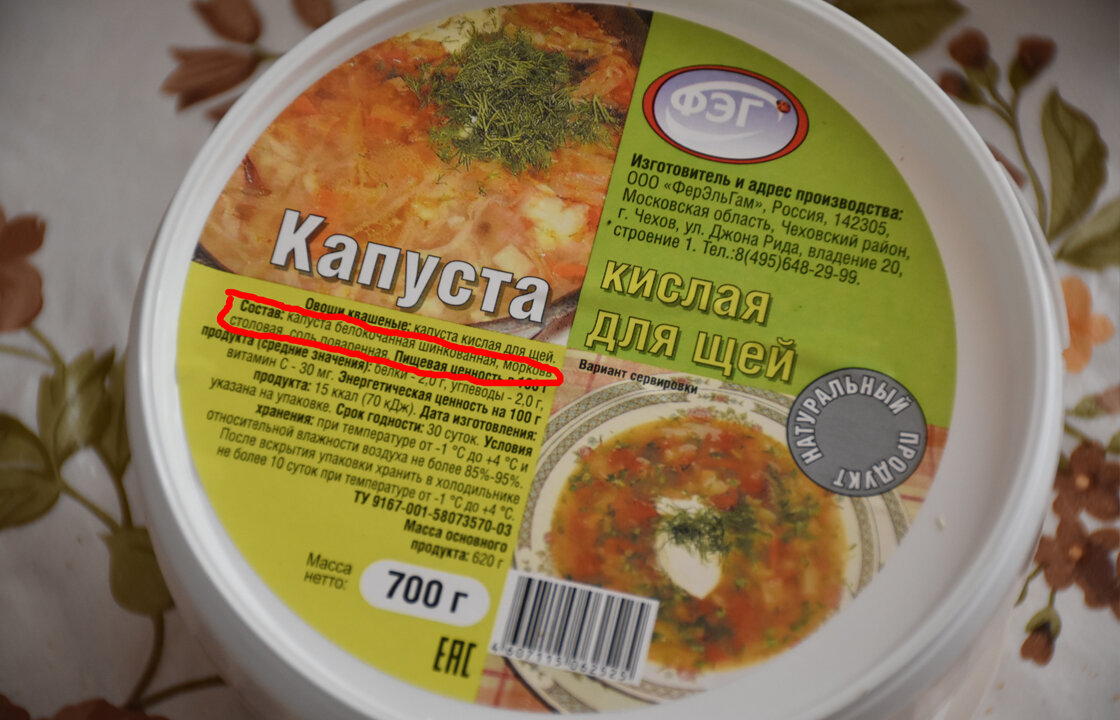 ФЭГ
Изготовитель и адрес производства:
ООО «ФерЭльГам», Россия, 142305,
Московская область, Чеховский район,
г. Чехов, ул. Джона Рида, владение 20,
строение 1. Тел.:8(495)648-29-99.
Капуста
кислая
для щей
Овощи квашеные: капуста кислая для щей.
Состав: капуста белокочанная шинкованная, морковь
столовая, соль поваренная. Пищевая ценность в 100 г
продукта (средние значения): белки - 2,0 г, углеводы - 2,0 г,
витамин С - 30 мг. Энергетическая ценность на 100 г
продукта: 15 ккал (70 кДж). Дата изготовления:
указана на упаковке. Срок годности: 30 суток. Условия
хранения: при температуре от -1 °С до +4 °С и
относительной влажности воздуха не более 85%-95%.
После вскрытия упаковки хранить в холодильнике
не более 10 суток при температуре от -1 °С до +4 °С.
ТУ 9167-001-58073570-03
Масса основного
продукта: 620 г
Масса
нетто:
700 г
ЕАС
Вариант сервировки
НАТУРАЛЬНЫЙ ПРОДУКТ
4 607115 062525